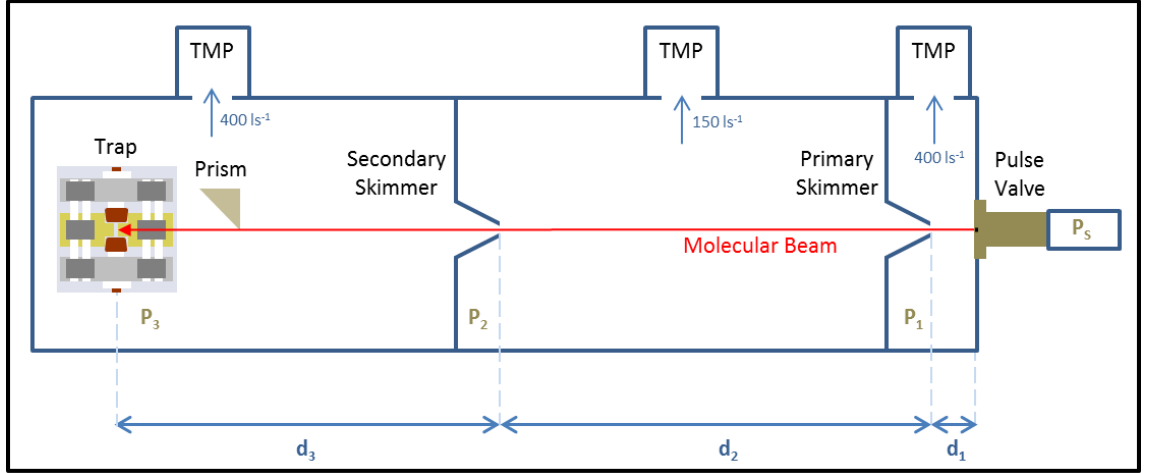 TMP
TMP
TMP
400 ls⁻¹
150 ls⁻¹
400 ls⁻¹
Trap
Prism
Secondary
Skimmer
Primary
Skimmer
Pulse
Valve
Pₛ
Molecular Beam
P₃
P₂
P₁
d₃
d₂
d₁